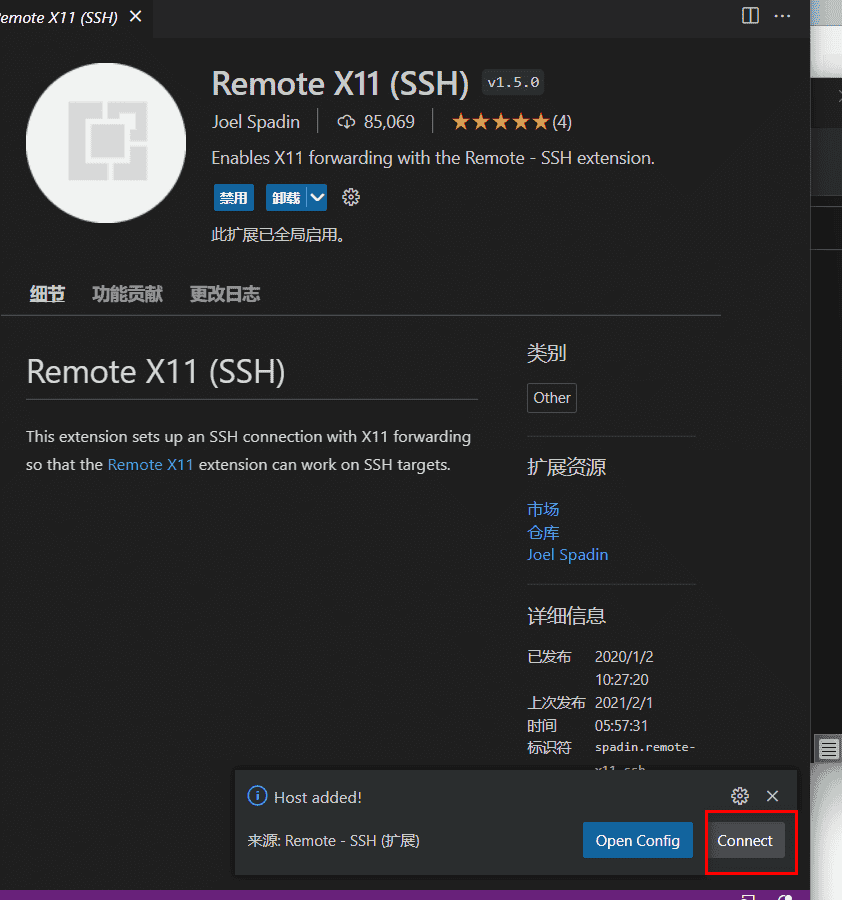 emote X11 (SSH)
Remote X11 (SSH) v1.5.0
Joel Spadin 85,069 (4)
Enables X11 forwarding with the Remote - SSH extension.
禁用 卸载
此扩展已全局启用。
细节 功能贡献 更改日志
Remote X11 (SSH)
This extension sets up an SSH connection with X11 forwarding
so that the Remote X11 extension can work on SSH targets.
类别
Other
扩展资源
市场
仓库
Joel Spadin
详细信息
已发布 2020/1/2
10:27:20
上次发布 2021/2/1
时间 05:57:31
标识符 spadin.remote-
x11-ssh
Host added!
来源: Remote - SSH (扩展)
Open Config
Connect